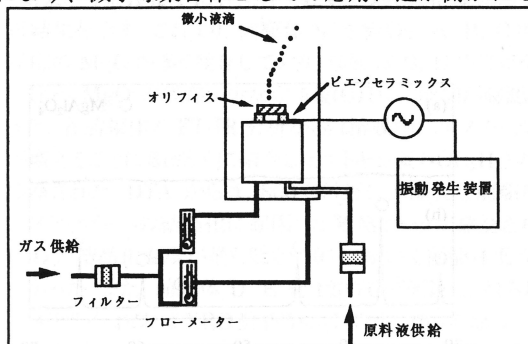 微小液滴
オリフィス
ピエゾセラミックス
振動発生装置
ガス供給
フィルター
フローメーター
原料液供給